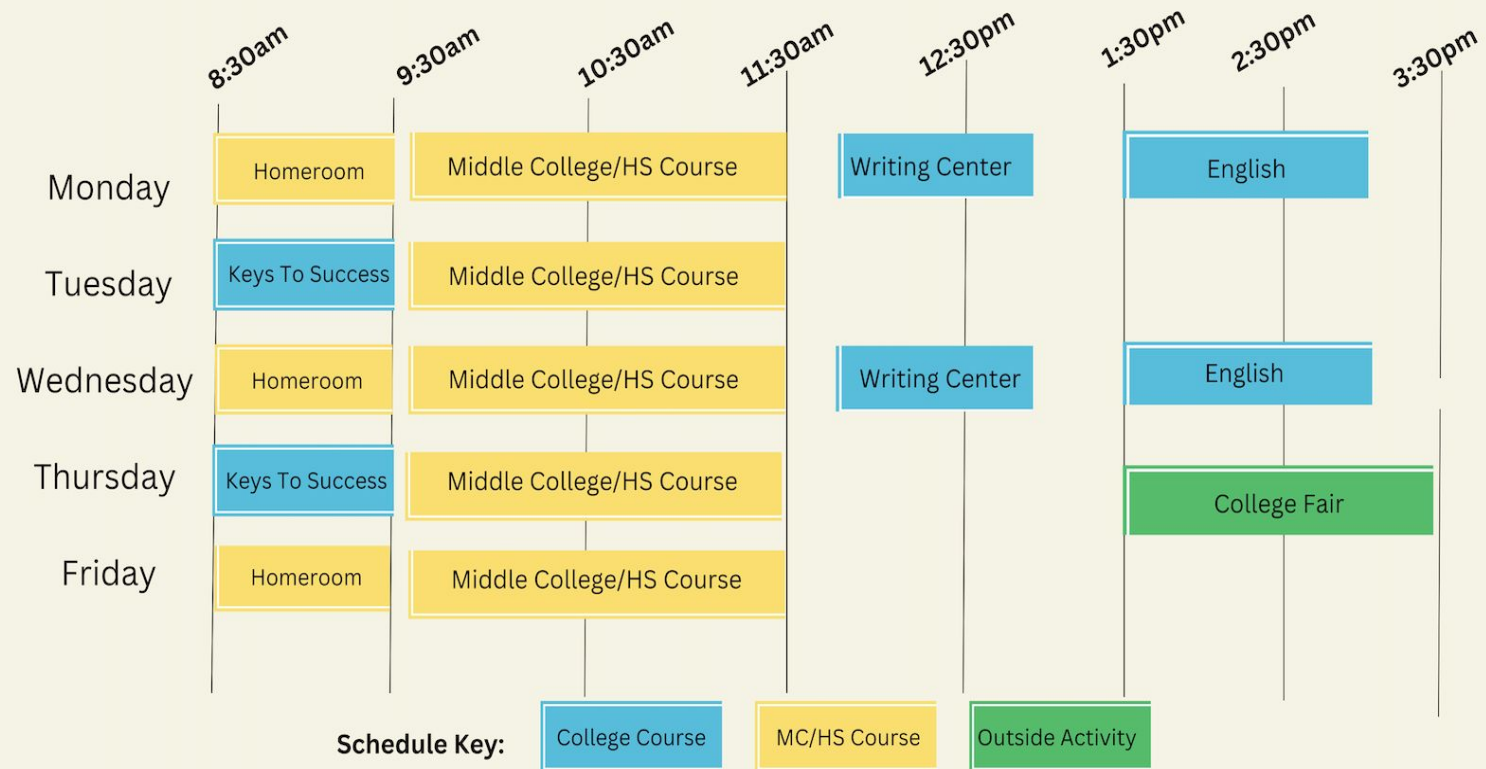 8:30am 9:30am 10:30am 11:30am 12:30pm 1:30pm 2:30pm 3:30pm
Monday Homeroom Middle College/HS Course Writing Center English
Tuesday Keys To Success Middle College/HS Course
Wednesday Homeroom Middle College/HS Course Writing Center English
Thursday Keys To Success Middle College/HS Course College Fair
Friday Homeroom Middle College/HS Course
Schedule Key: College Course MC/HS Course Outside Activity